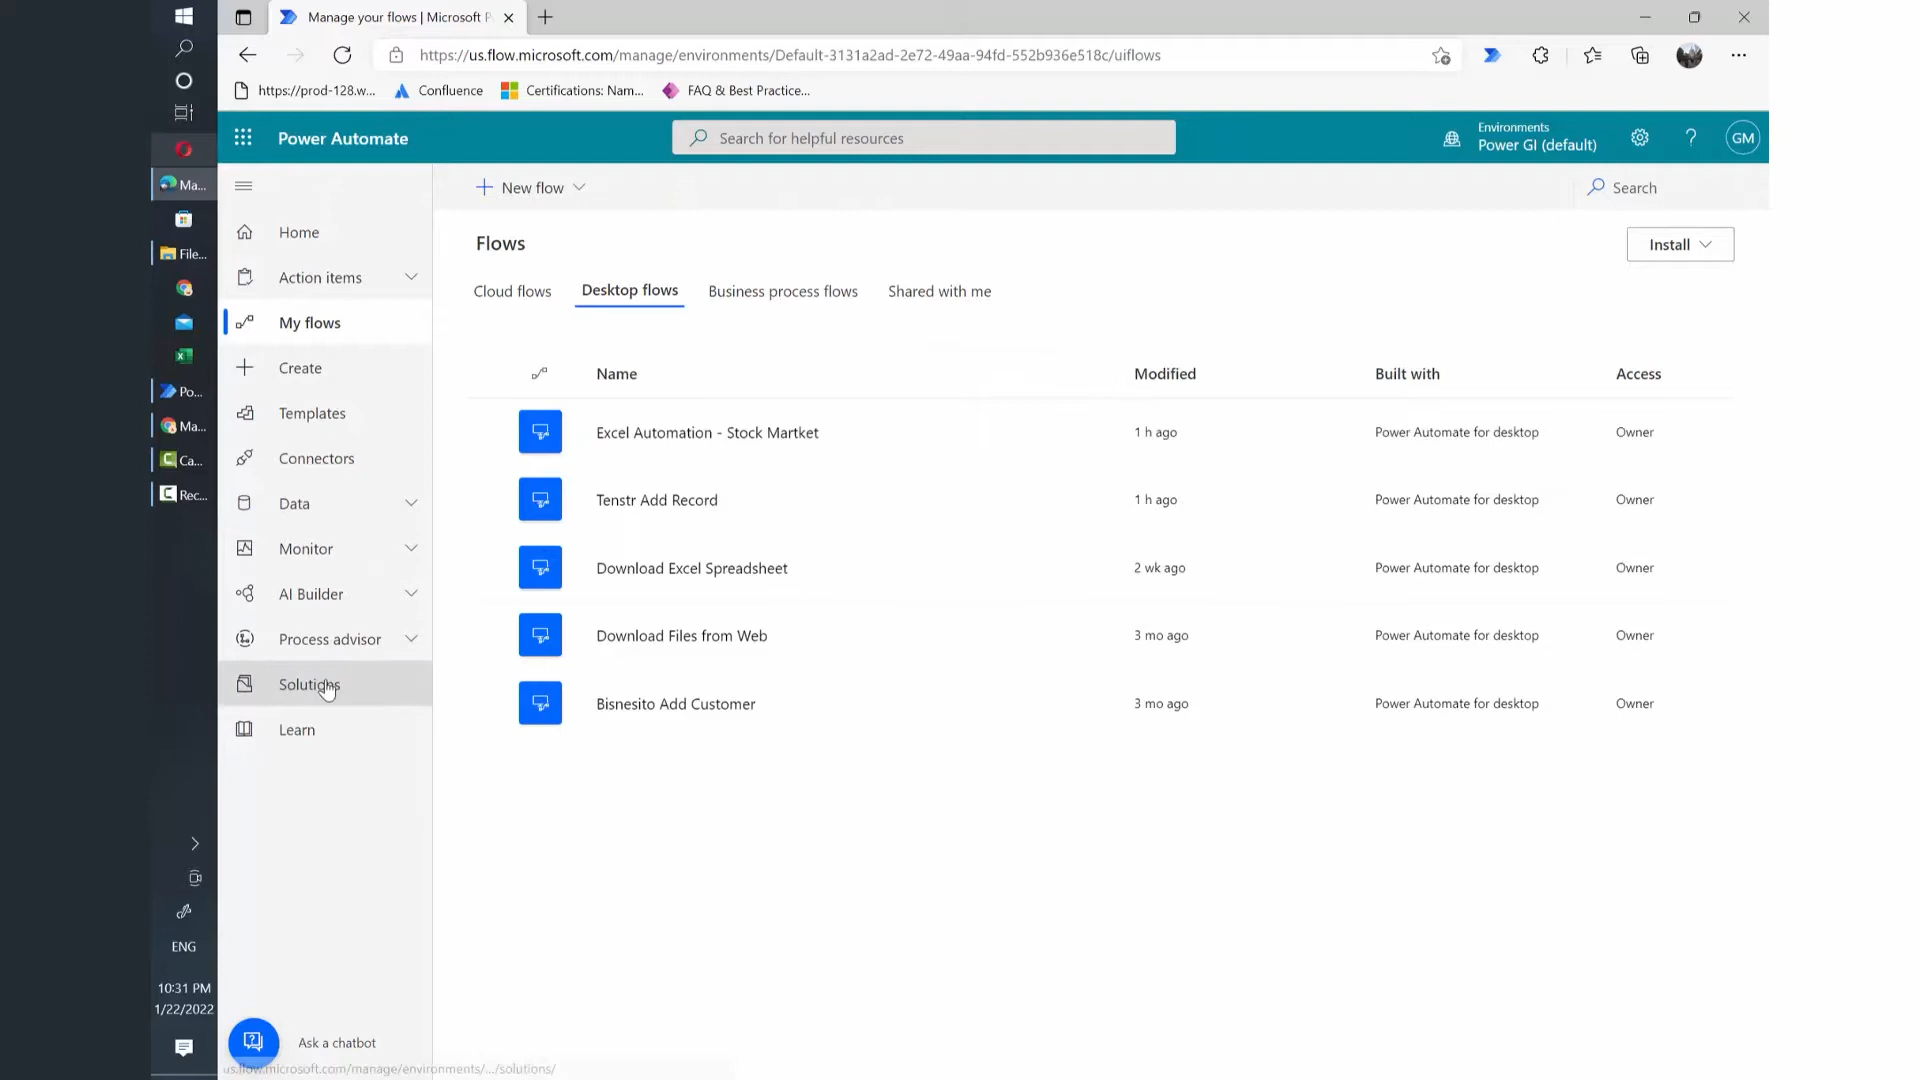 Manage your flows | Microsoft P
https://us.flow.microsoft.com/manage/environments/Default-3131a2ad-2e72-49aa-94fd-552b936e518c/uiflows
https://prod-128.w...
Confluence
Certifications: Nam...
FAQ & Best Practice...
Power Automate
Search for helpful resources
Environments
Power GI (default)
?
GM
New flow
Search
Home
Action items
My flows
Create
Templates
Connectors
Data
Monitor
AI Builder
Process advisor
Solutions
Learn
Ask a chatbot
us.flow.microsoft.com/manage/environments/.../solutions/
Flows
Install
Cloud flows
Desktop flows
Business process flows
Shared with me
Name Modified Built with Access
Excel Automation - Stock Martket 1 h ago Power Automate for desktop Owner
Tenstr Add Record 1 h ago Power Automate for desktop Owner
Download Excel Spreadsheet 2 wk ago Power Automate for desktop Owner
Download Files from Web 3 mo ago Power Automate for desktop Owner
Bisnesito Add Customer 3 mo ago Power Automate for desktop Owner
Ma...
File...
Po...
Ma...
Ca...
Rec...
ENG
10:31 PM
1/22/2022